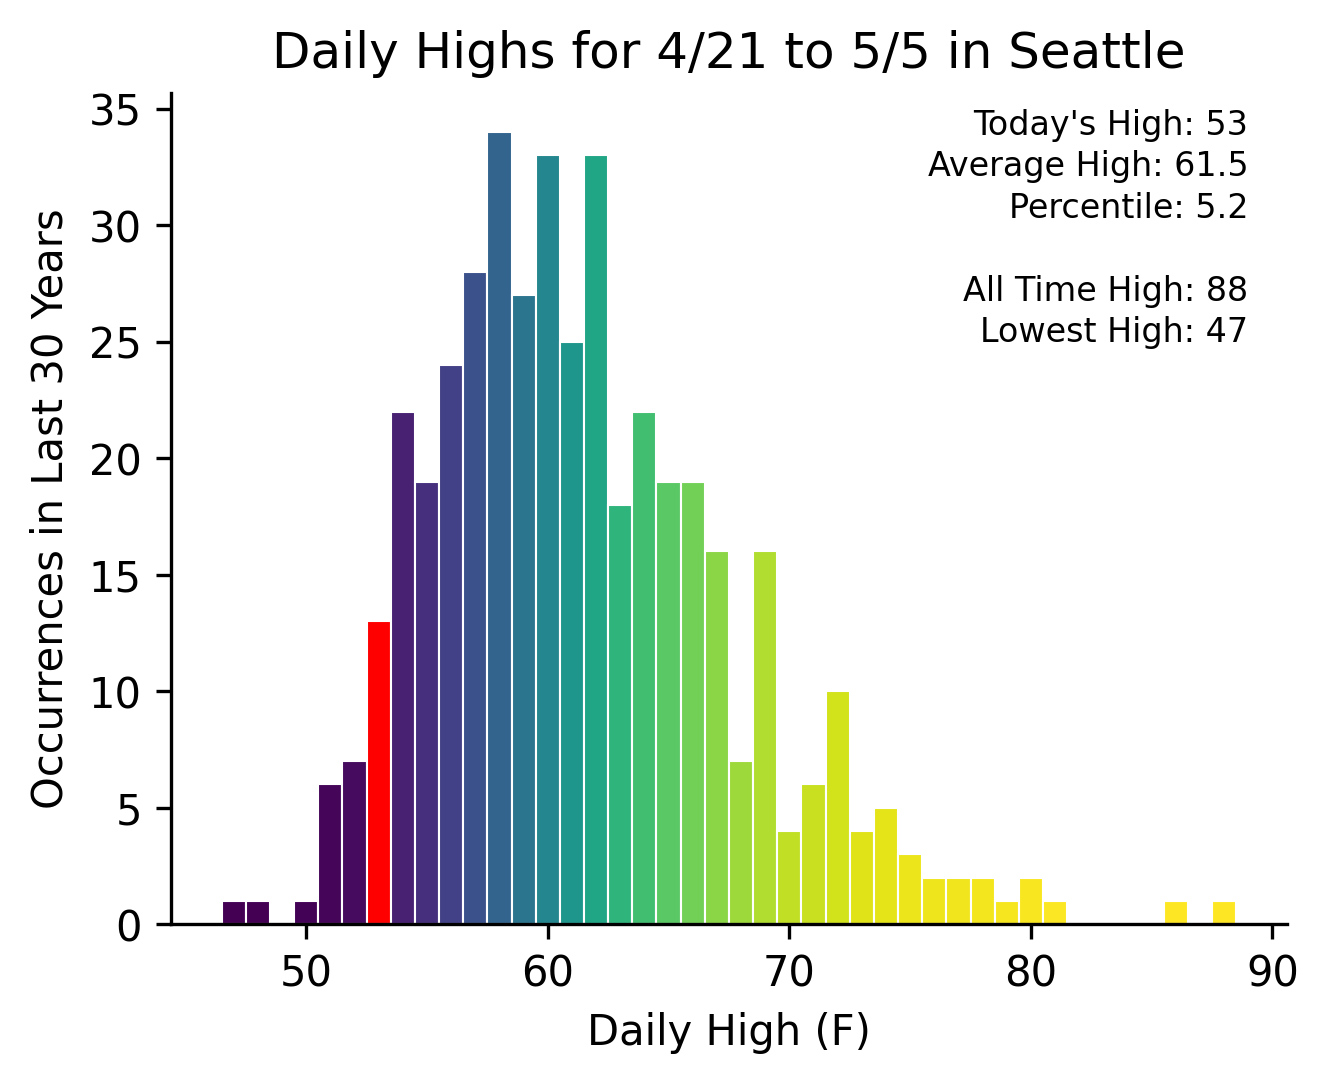 Daily Highs for 4/21 to 5/5 in Seattle
Today's High: 53
Average High: 61.5
Percentile: 5.2
All Time High: 88
Lowest High: 47
Occurrences in Last 30 Years
35
30
25
20
15
10
5
0
50 60 70 80 90
Daily High (F)